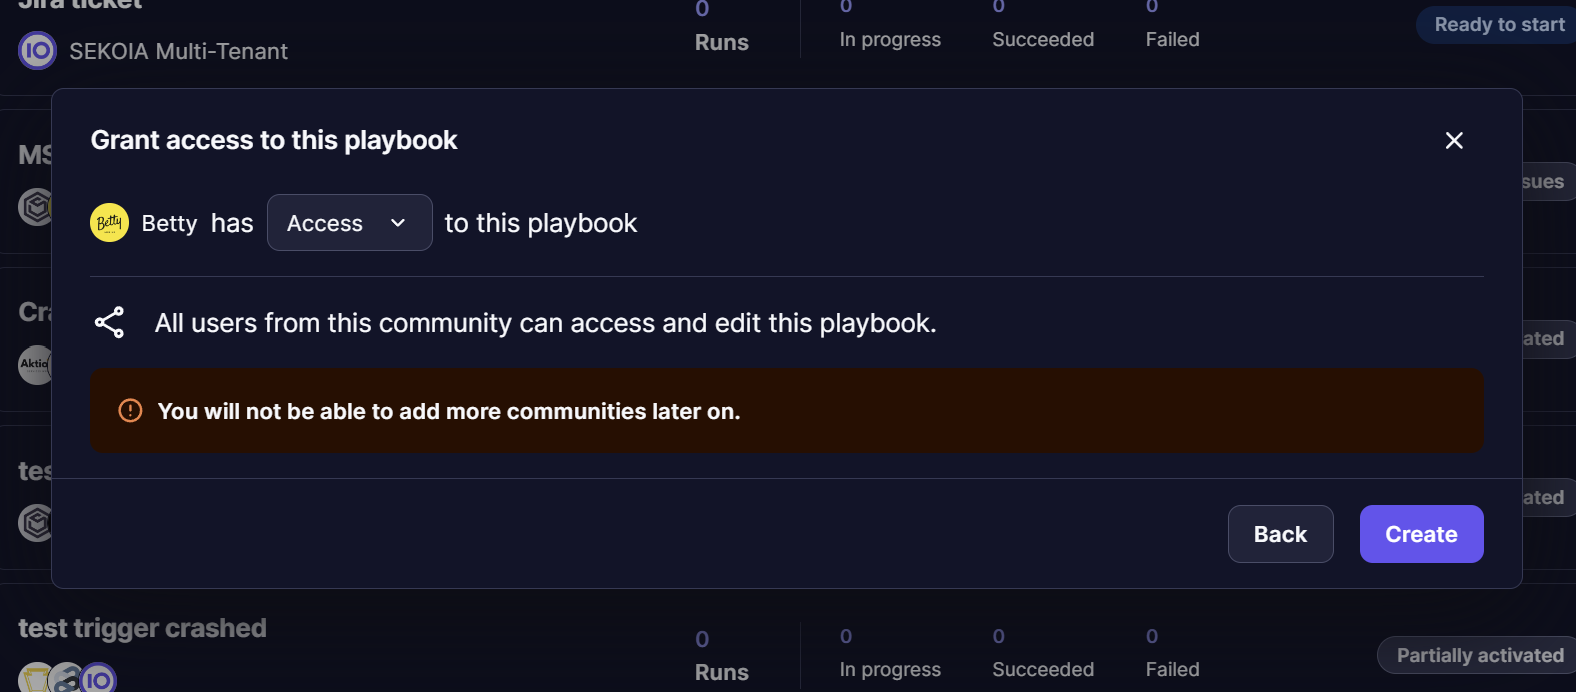 Jira ticket
SEKOIA Multi-Tenant
0
Runs
0
In progress
0
Succeeded
0
Failed
Ready to start
Grant access to this playbook
Betty
Betty has Access to this playbook
All users from this community can access and edit this playbook.
You will not be able to add more communities later on.
Back
Create
MS
sues
Cra
Aktio
ated
tes
ated
test trigger crashed
IO
0
Runs
0
In progress
0
Succeeded
0
Failed
Partially activated